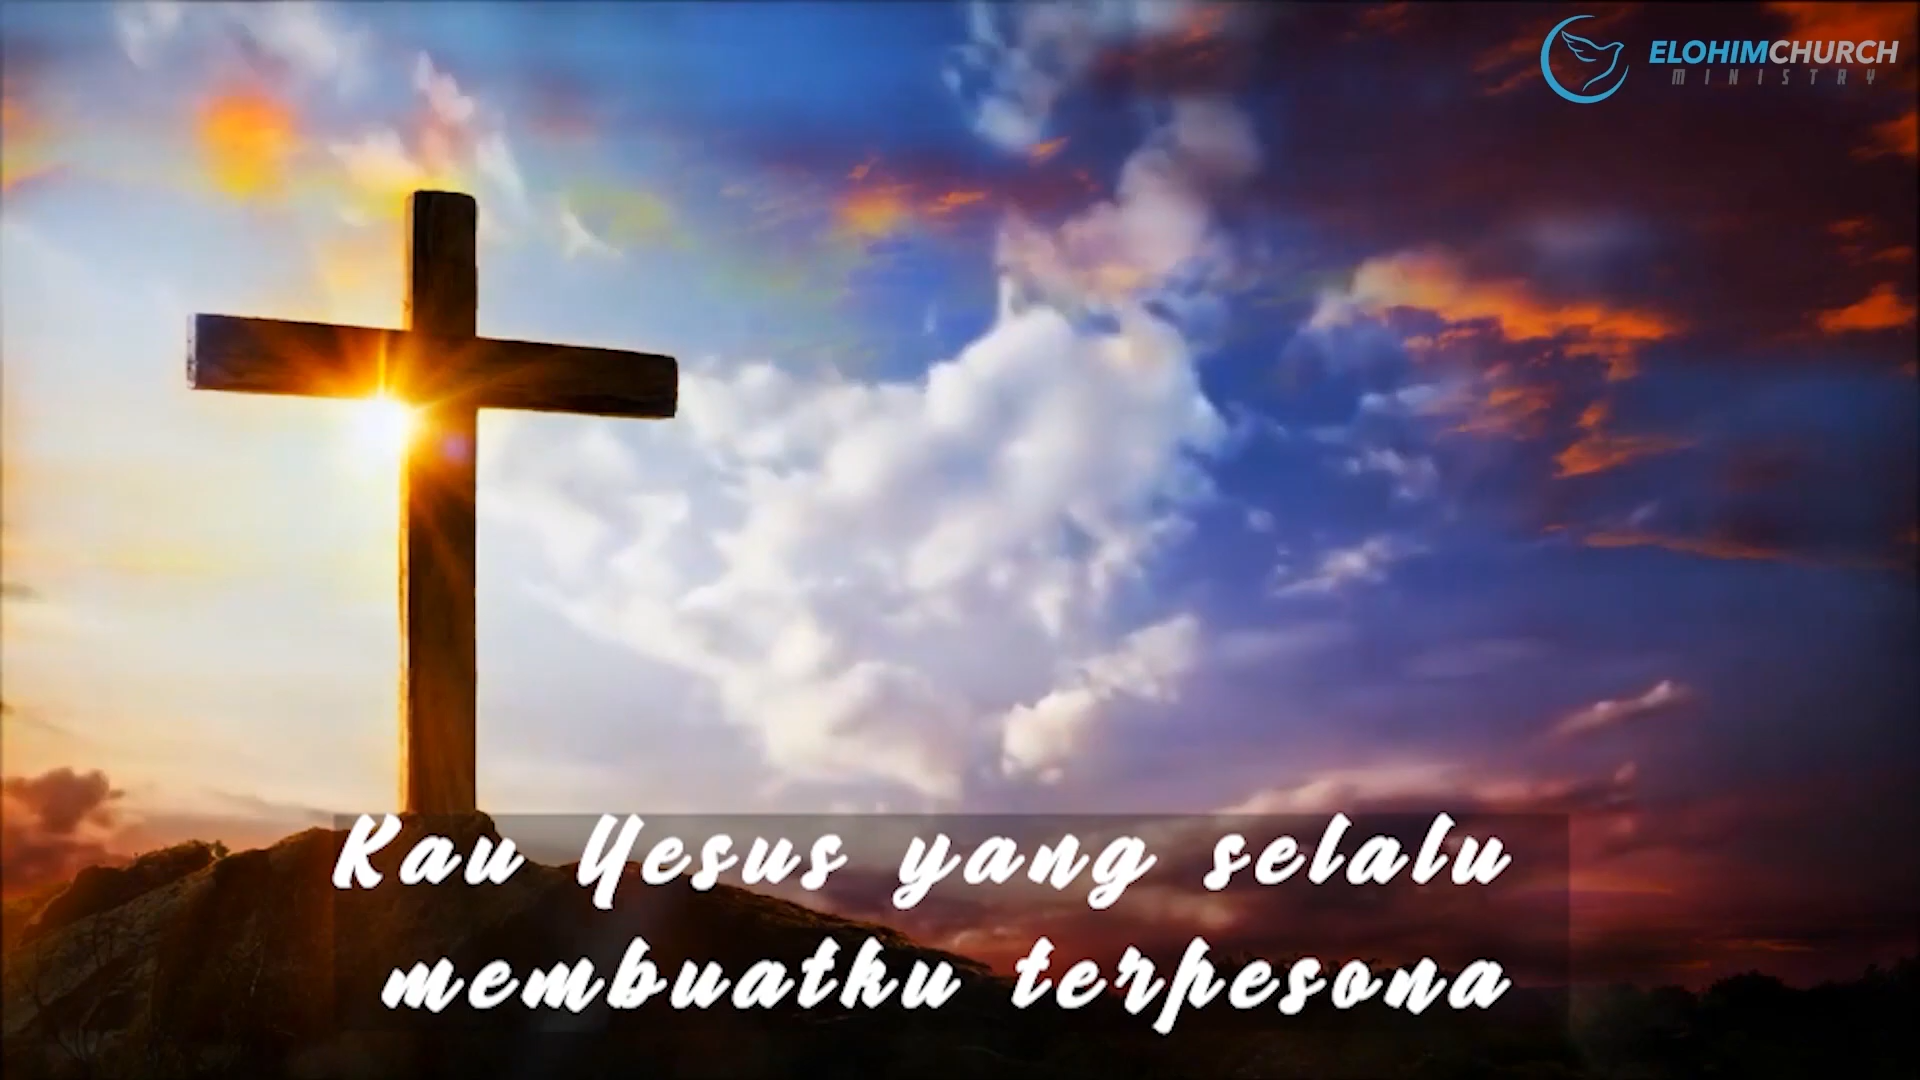 ELOHIMCHURCH
MINISTRY
Kau Yesus yang selalu
membuatku terpesona